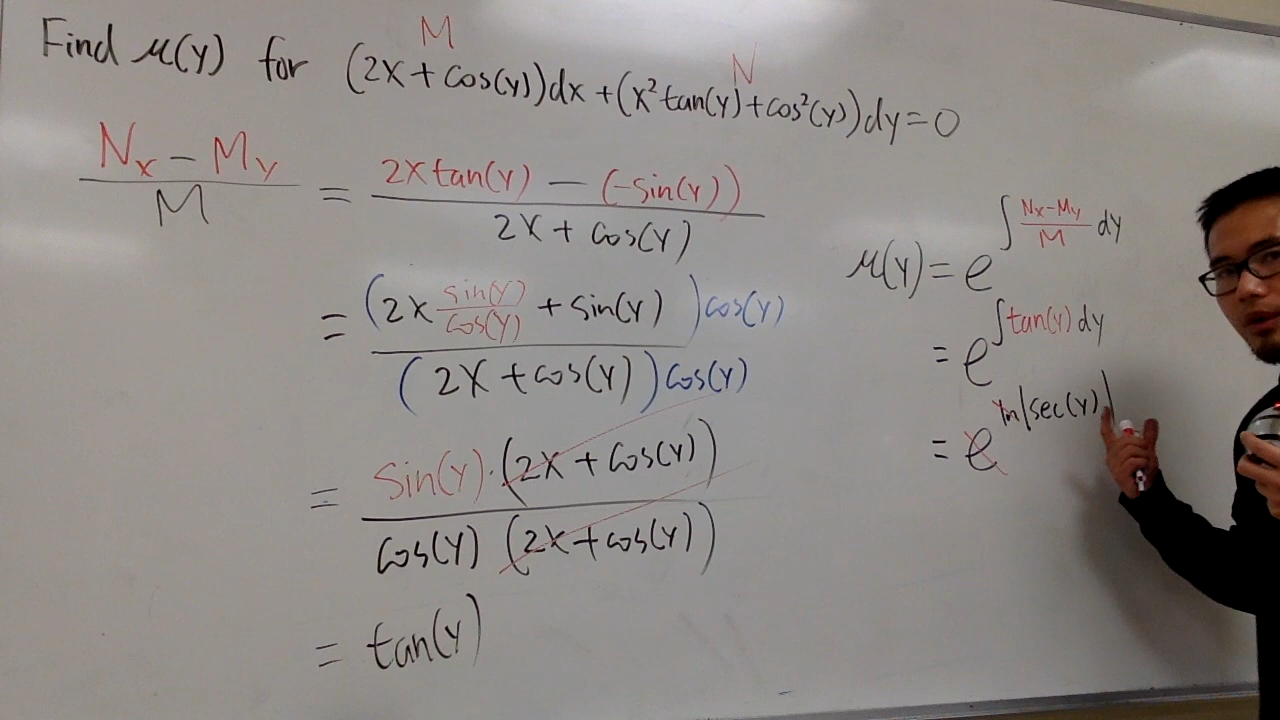 Find μ(y) for (2x + cos(y))dx + (x² tan(y) + cos²(y))dy = 0
M
N
(Nx − My)/M = (2x tan(y) − (−sin(y)))/(2x + cos(y))
= ((2x sin(y)/cos(y) + sin(y))cos(y))/((2x + cos(y))cos(y))
= (sin(y)·(2x + cos(y)))/(cos(y) (2x + cos(y)))
= tan(y)
μ(y) = e^(∫ (Nx − My)/M dy)
= e^(∫ tan(y) dy)
= e^(ln|sec(y)|)